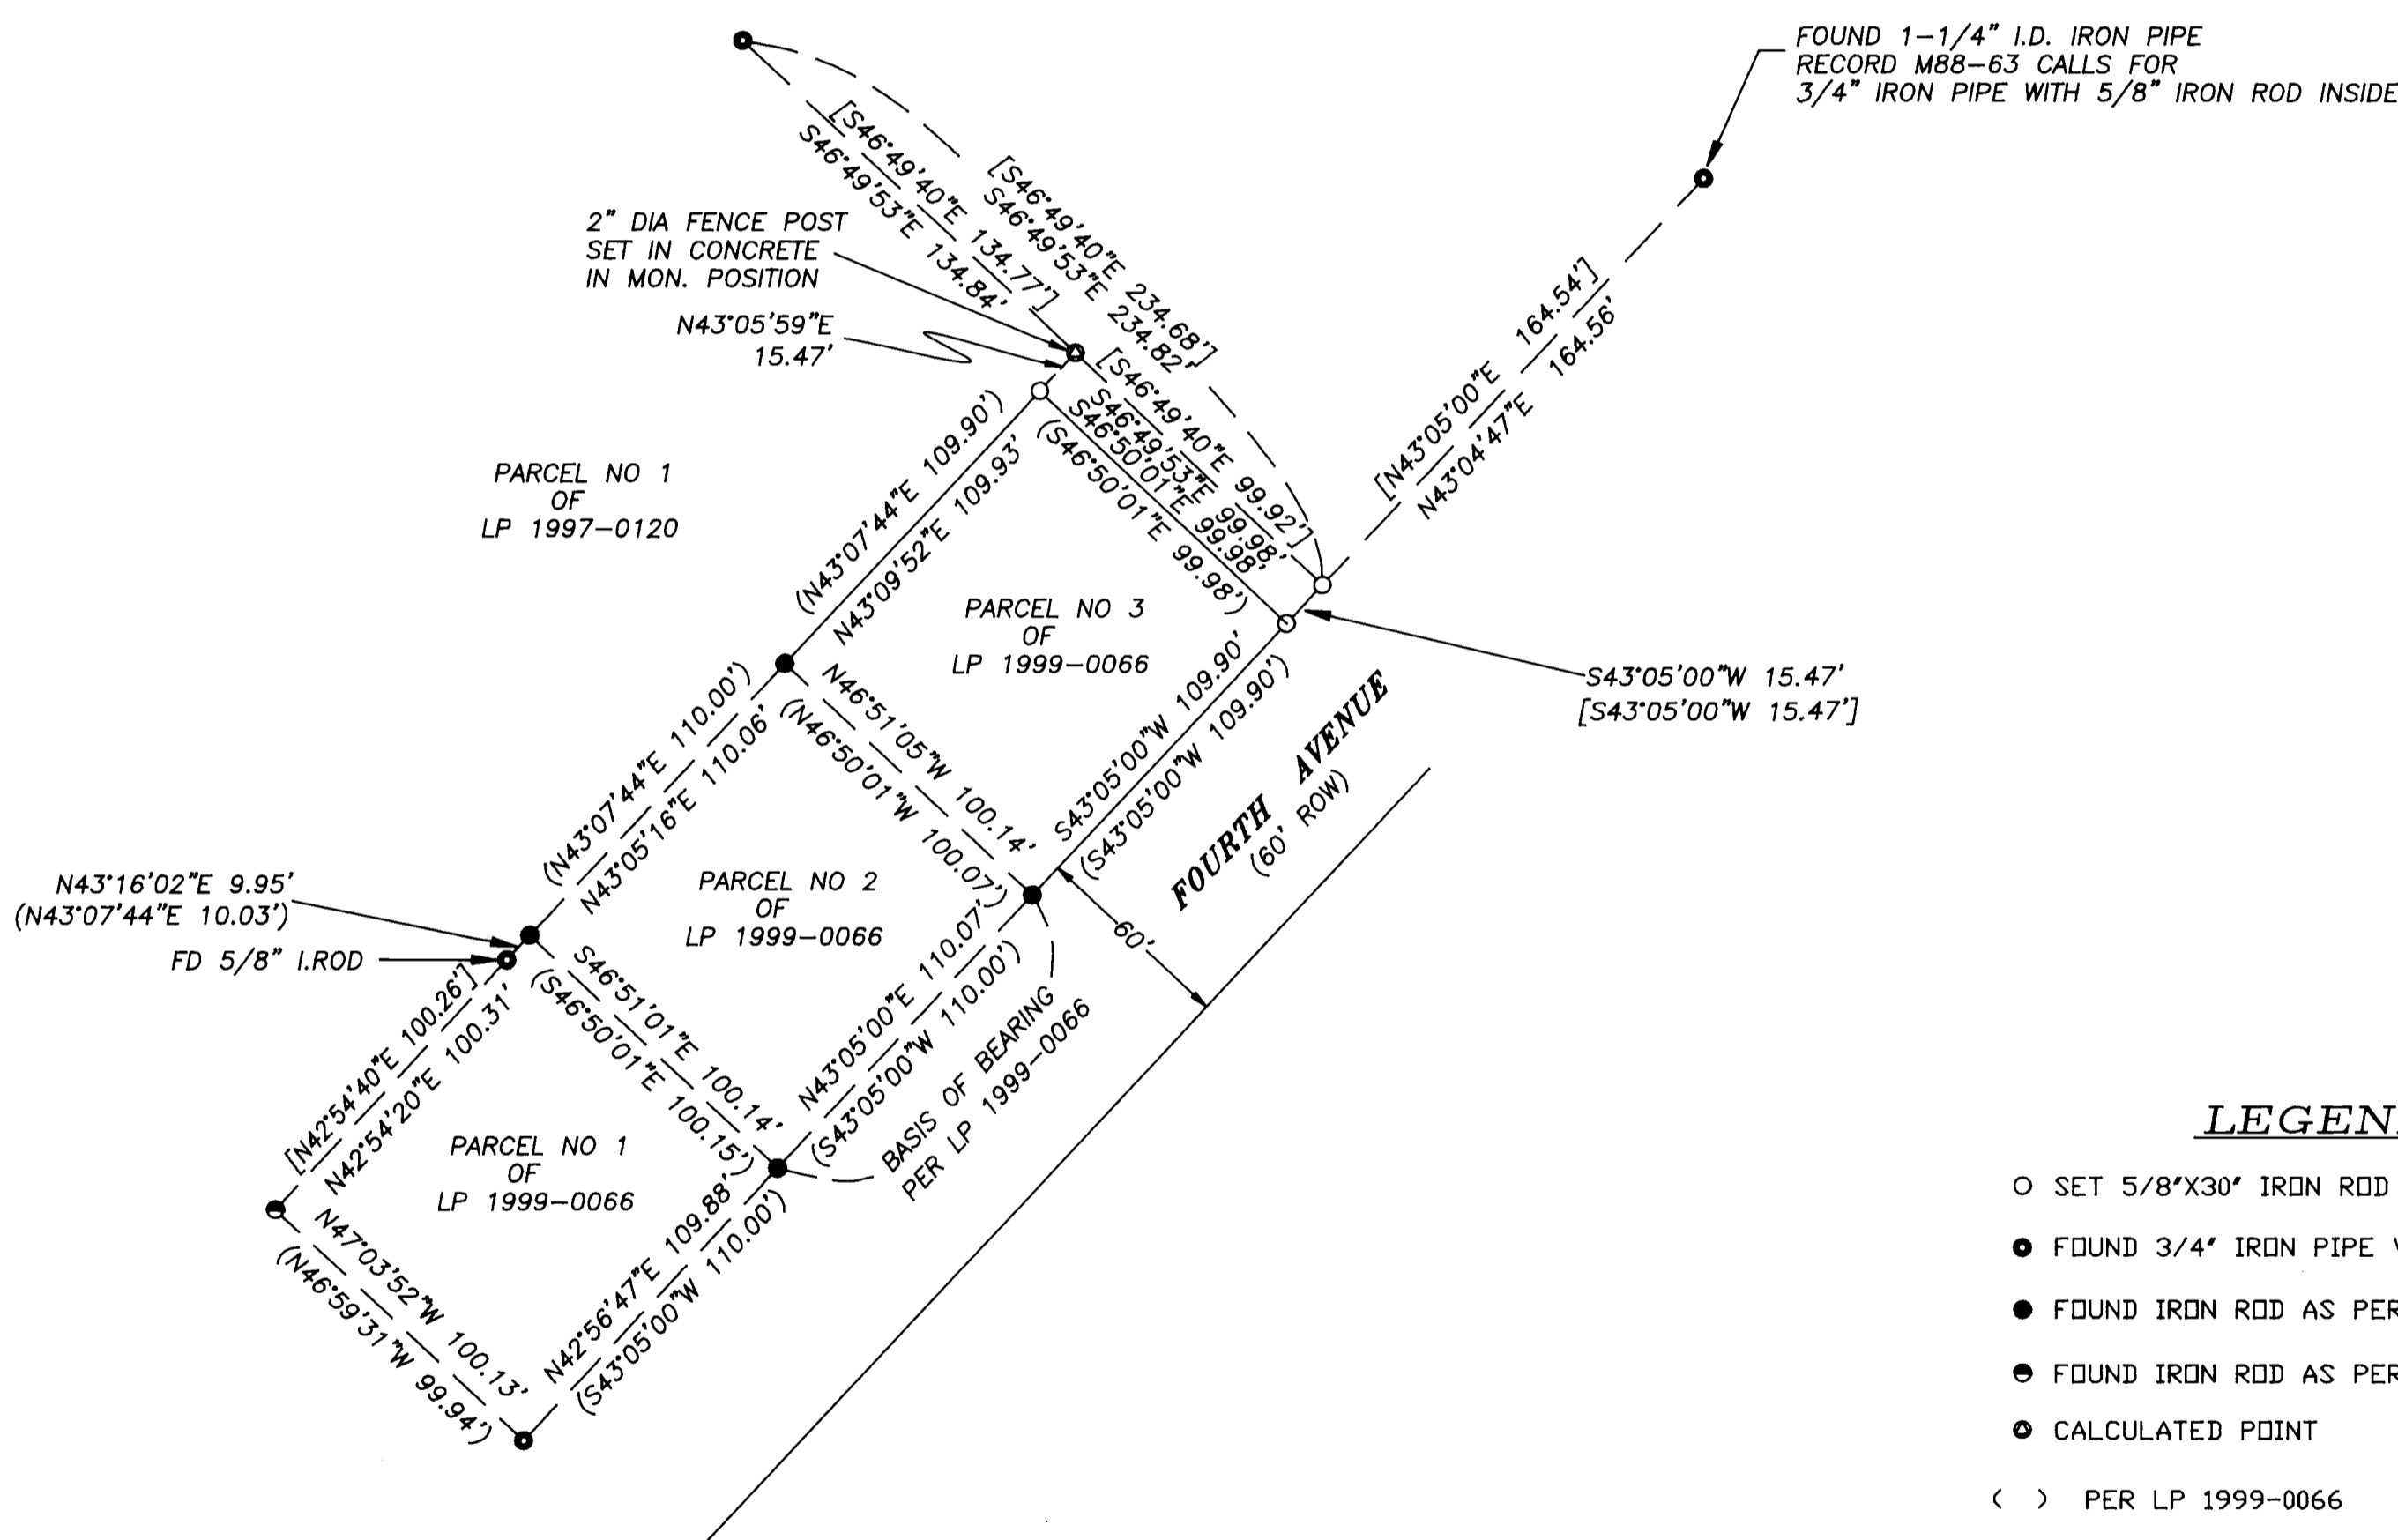 FOUND 1-1/4" I.D. IRON PIPE
RECORD M88-63 CALLS FOR
3/4" IRON PIPE WITH 5/8" IRON ROD INSIDE
[S46°49'40"E 134.77']
S46°49'53"E 134.84'
[S46°49'40"E 234.68']
S46°49'53"E 234.82'
2" DIA FENCE POST
SET IN CONCRETE
IN MON. POSITION
N43°05'59"E
15.47'
[N43°05'00"E 164.54']
N43°04'47"E 164.56'
[S46°49'40"E 99.92']
S46°49'53"E 99.98'
S46°50'01"E 99.98'
(S46°50'01"E 99.98')
PARCEL NO 1
OF
LP 1997-0120
(N43°07'44"E 109.90')
N43°09'52"E 109.93'
PARCEL NO 3
OF
LP 1999-0066
S43°05'00"W 15.47'
[S43°05'00"W 15.47']
S43°05'00"W 109.90'
(S43°05'00"W 109.90')
FOURTH AVENUE
(60' ROW)
60'
N46°51'05"W 100.14'
(N46°50'01"W 100.07')
(N43°07'44"E 110.00')
N43°05'16"E 110.06'
PARCEL NO 2
OF
LP 1999-0066
N43°16'02"E 9.95'
(N43°07'44"E 10.03')
FD 5/8" I.ROD
S46°51'01"E 100.14'
(S46°50'01"E 100.15')
N43°05'00"E 110.07'
(S43°05'00"W 110.00')
BASIS OF BEARING
PER LP 1999-0066
[N42°54'40"E 100.26']
N42°54'20"E 100.31'
PARCEL NO 1
OF
LP 1999-0066
N47°03'52"W 100.13'
(N46°59'31"W 99.94')
N42°56'47"E 109.88'
(S43°05'00"W 110.00')
LEGEN
SET 5/8"X30" IRON ROD
FOUND 3/4" IRON PIPE
FOUND IRON ROD AS PER
FOUND IRON ROD AS PER
CALCULATED POINT
( ) PER LP 1999-0066